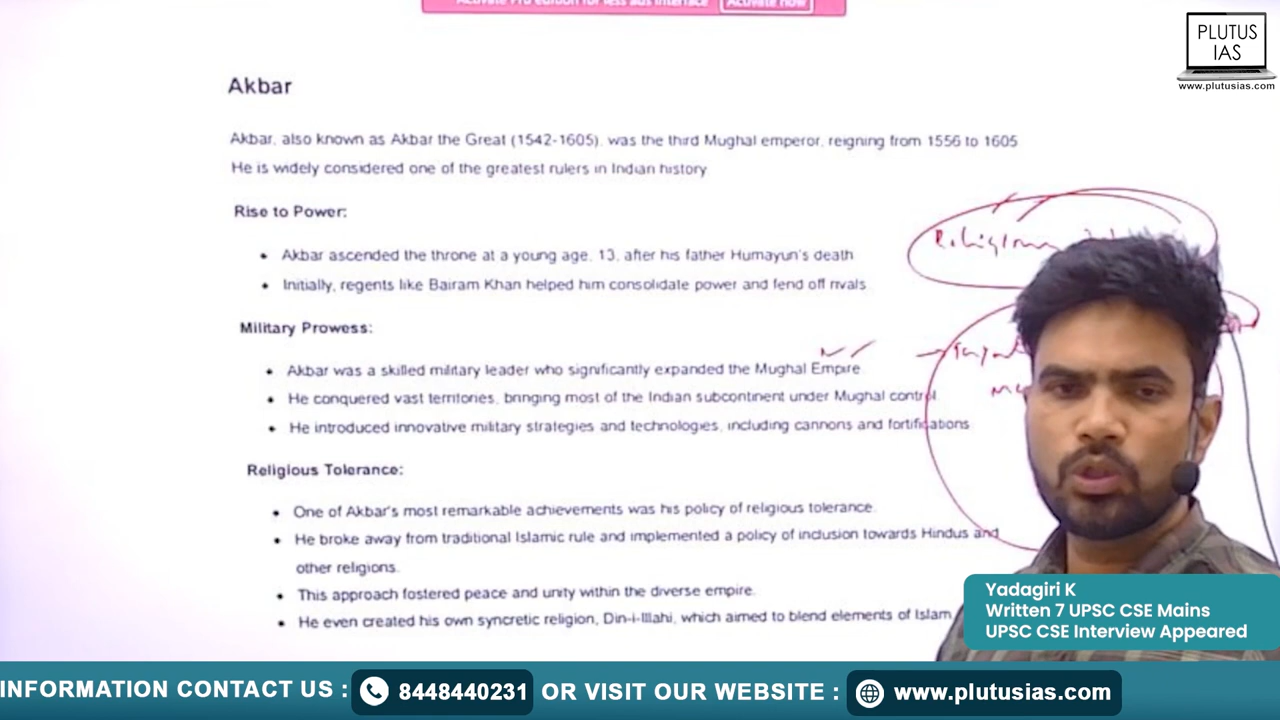 Activate Pro edition for less ads interface Activate now
PLUTUS
IAS
www.plutusias.com
Akbar
Akbar, also known as Akbar the Great (1542-1605), was the third Mughal emperor, reigning from 1556 to 1605
He is widely considered one of the greatest rulers in Indian history
Rise to Power:
• Akbar ascended the throne at a young age, 13, after his father Humayun's death
• Initially, regents like Bairam Khan helped him consolidate power and fend off rivals
Military Prowess:
• Akbar was a skilled military leader who significantly expanded the Mughal Empire.
• He conquered vast territories, bringing most of the Indian subcontinent under Mughal control
• He introduced innovative military strategies and technologies, including cannons and fortifications
Religious Tolerance:
• One of Akbar's most remarkable achievements was his policy of religious tolerance.
• He broke away from traditional Islamic rule and implemented a policy of inclusion towards Hindus and
other religions.
• This approach fostered peace and unity within the diverse empire.
• He even created his own syncretic religion, Din-i-Illahi, which aimed to blend elements of Islam
Yadagiri K
Written 7 UPSC CSE Mains
UPSC CSE Interview Appeared
INFORMATION CONTACT US : 8448440231 OR VISIT OUR WEBSITE : www.plutusias.com